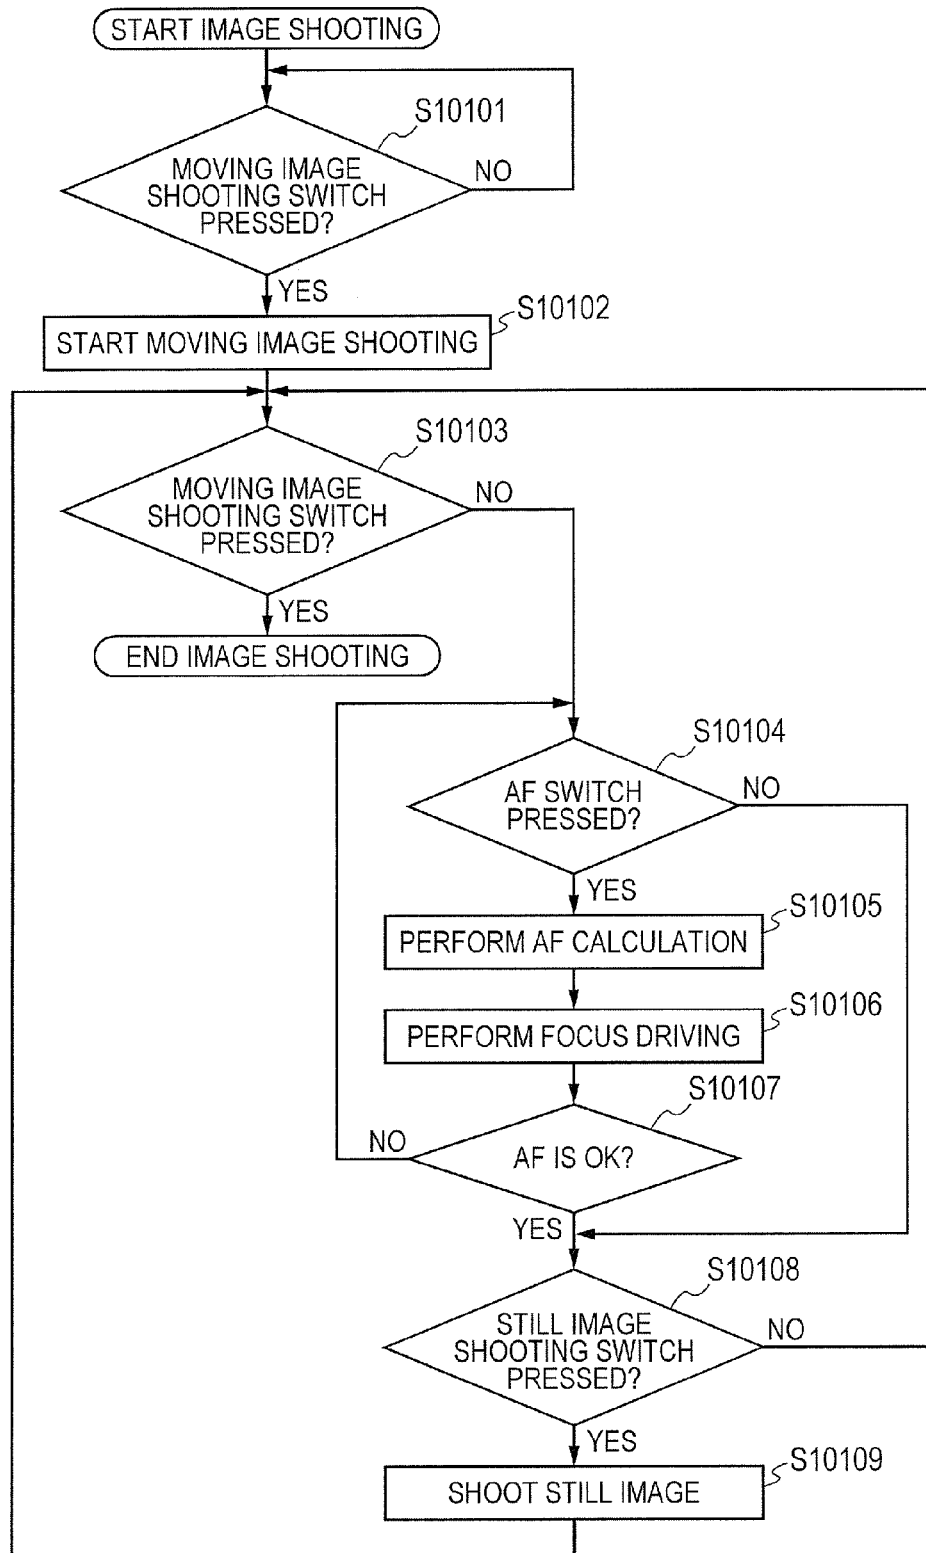 START IMAGE SHOOTING
S10101
MOVING IMAGE
SHOOTING SWITCH
PRESSED?
NO
YES
S10102
START MOVING IMAGE SHOOTING
S10103
MOVING IMAGE
SHOOTING SWITCH
PRESSED?
NO
YES
END IMAGE SHOOTING
S10104
AF SWITCH
PRESSED?
NO
YES
S10105
PERFORM AF CALCULATION
S10106
PERFORM FOCUS DRIVING
S10107
NO
AF IS OK?
YES
S10108
STILL IMAGE
SHOOTING SWITCH
PRESSED?
NO
YES
S10109
SHOOT STILL IMAGE